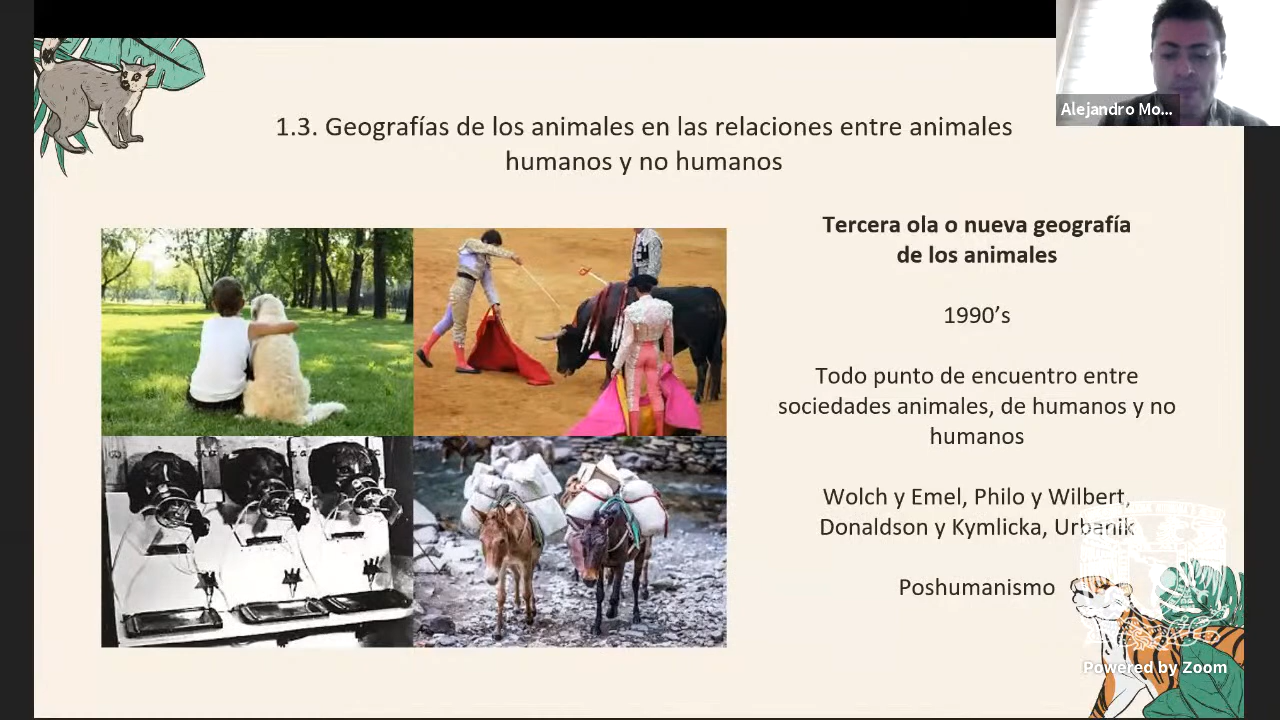 1.3. Geografías de los animales en las relaciones entre animales
humanos y no humanos
Alejandro Mo...
Tercera ola o nueva geografía
de los animales
1990’s
Todo punto de encuentro entre
sociedades animales, de humanos y no
humanos
Wolch y Emel, Philo y Wilbert,
Donaldson y Kymlicka, Urbanik
Poshumanismo
Powered by Zoom